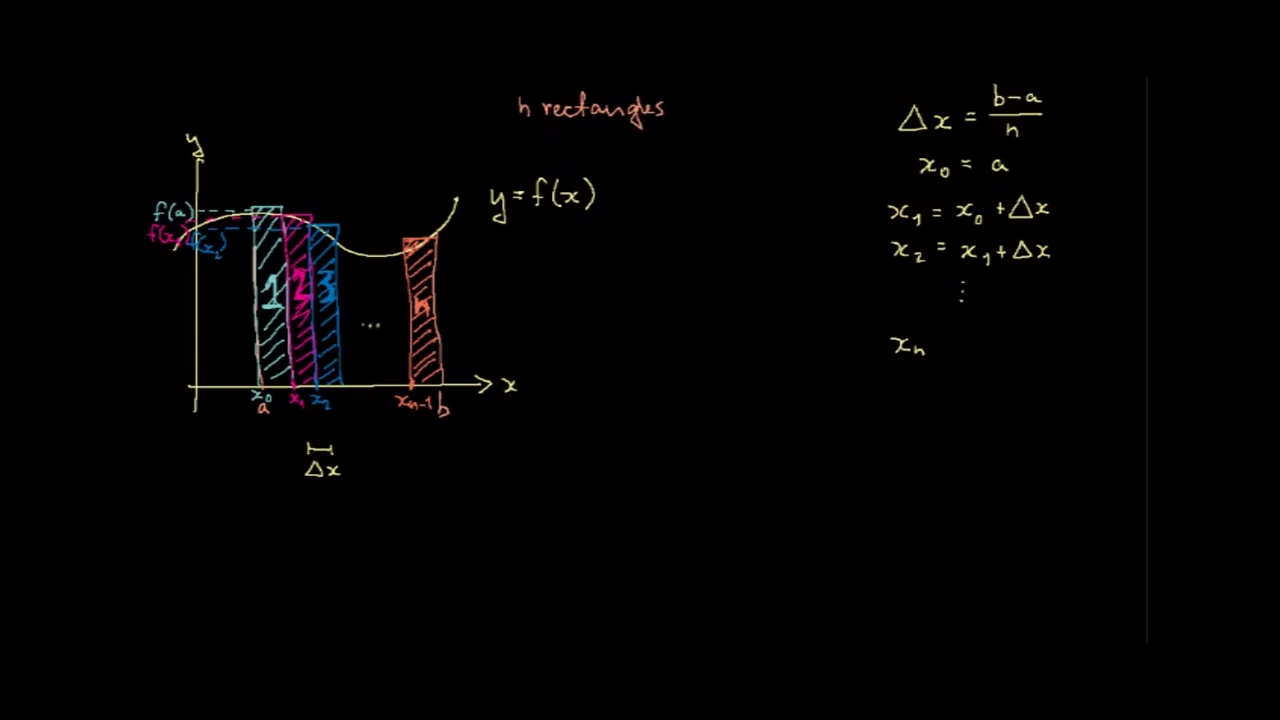 n rectangles
y
y = f(x)
f(a)
f(x₁)
f(x₂)
1 2 3 ... n
x
x₀ x₁ x₂ xₙ₋₁ b
a
Δx
Δx = (b-a)/n
x₀ = a
x₁ = x₀ + Δx
x₂ = x₁ + Δx
⋮
xₙ